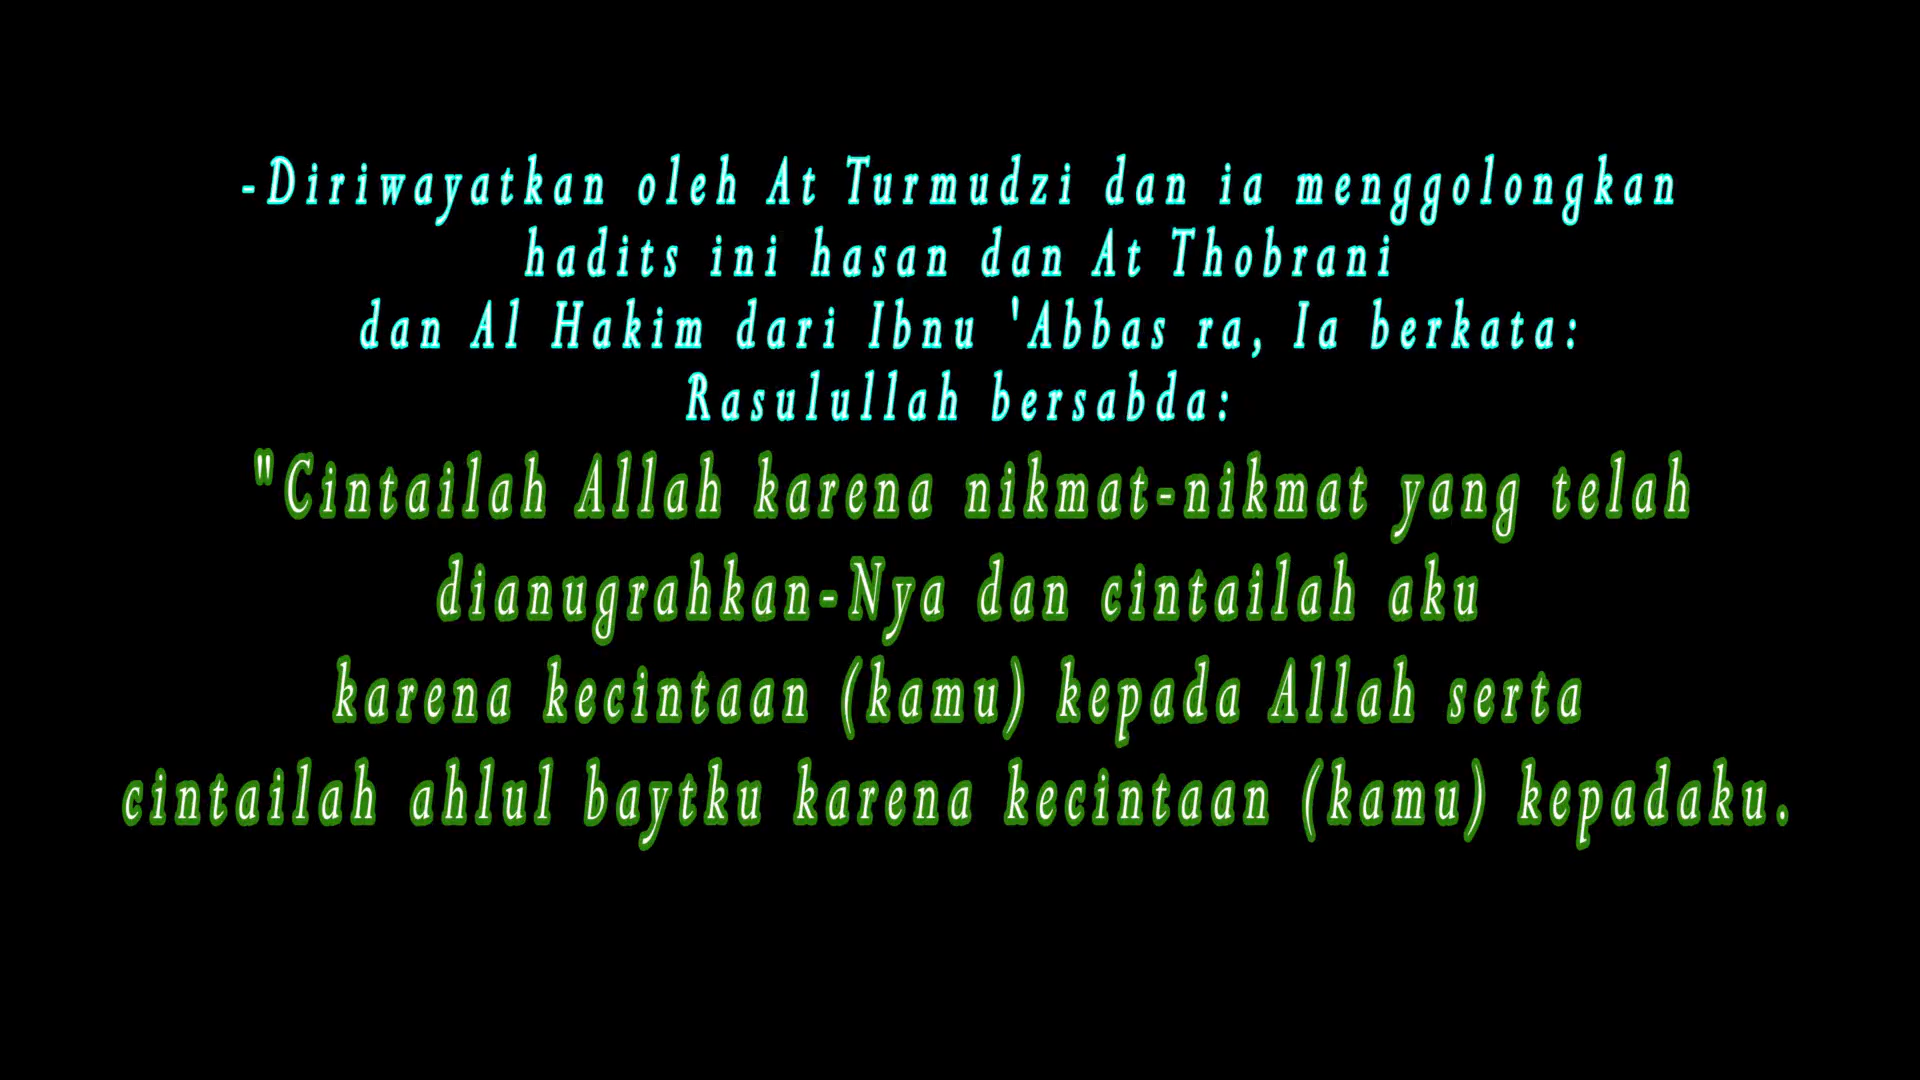 -Diriwayatkan oleh At Turmudzi dan ia menggolongkan
hadits ini hasan dan At Thobrani
dan Al Hakim dari Ibnu 'Abbas ra, Ia berkata:
Rasulullah bersabda:
"Cintailah Allah karena nikmat-nikmat yang telah
dianugrahkan-Nya dan cintailah aku
karena kecintaan (kamu) kepada Allah serta
cintailah ahlul baytku karena kecintaan (kamu) kepadaku.